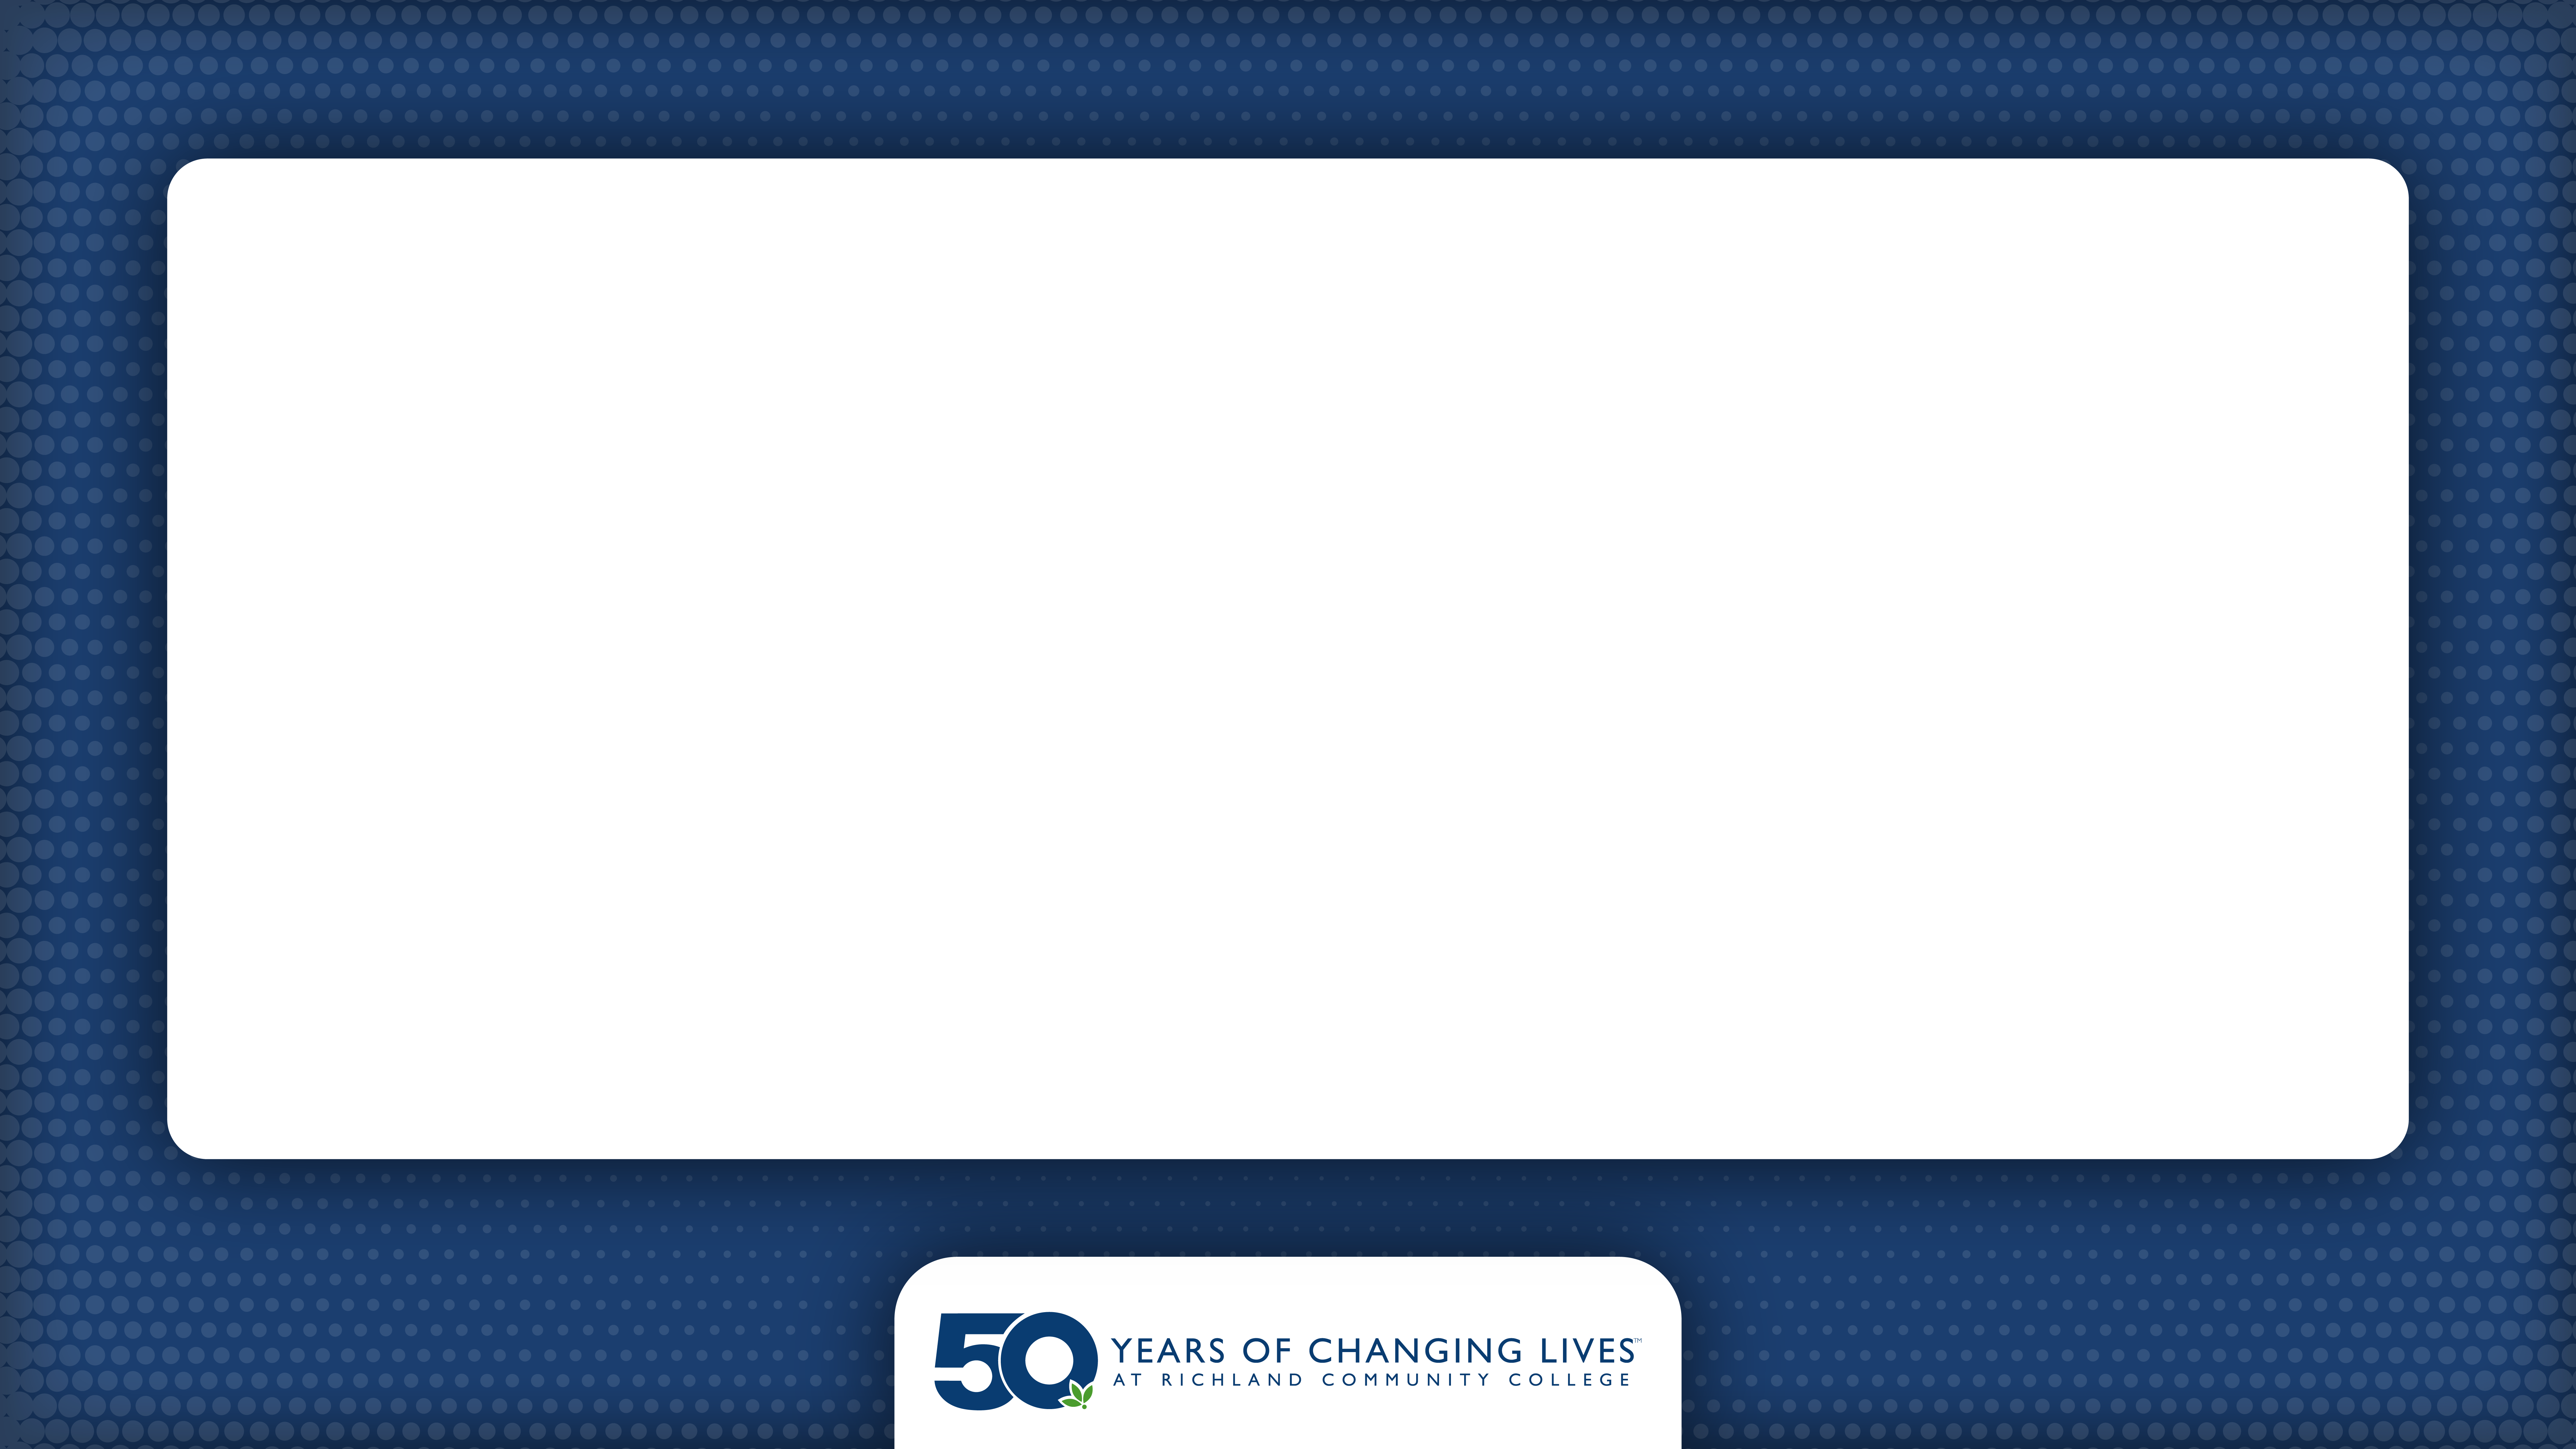 50 YEARS OF CHANGING LIVES™
AT RICHLAND COMMUNITY COLLEGE